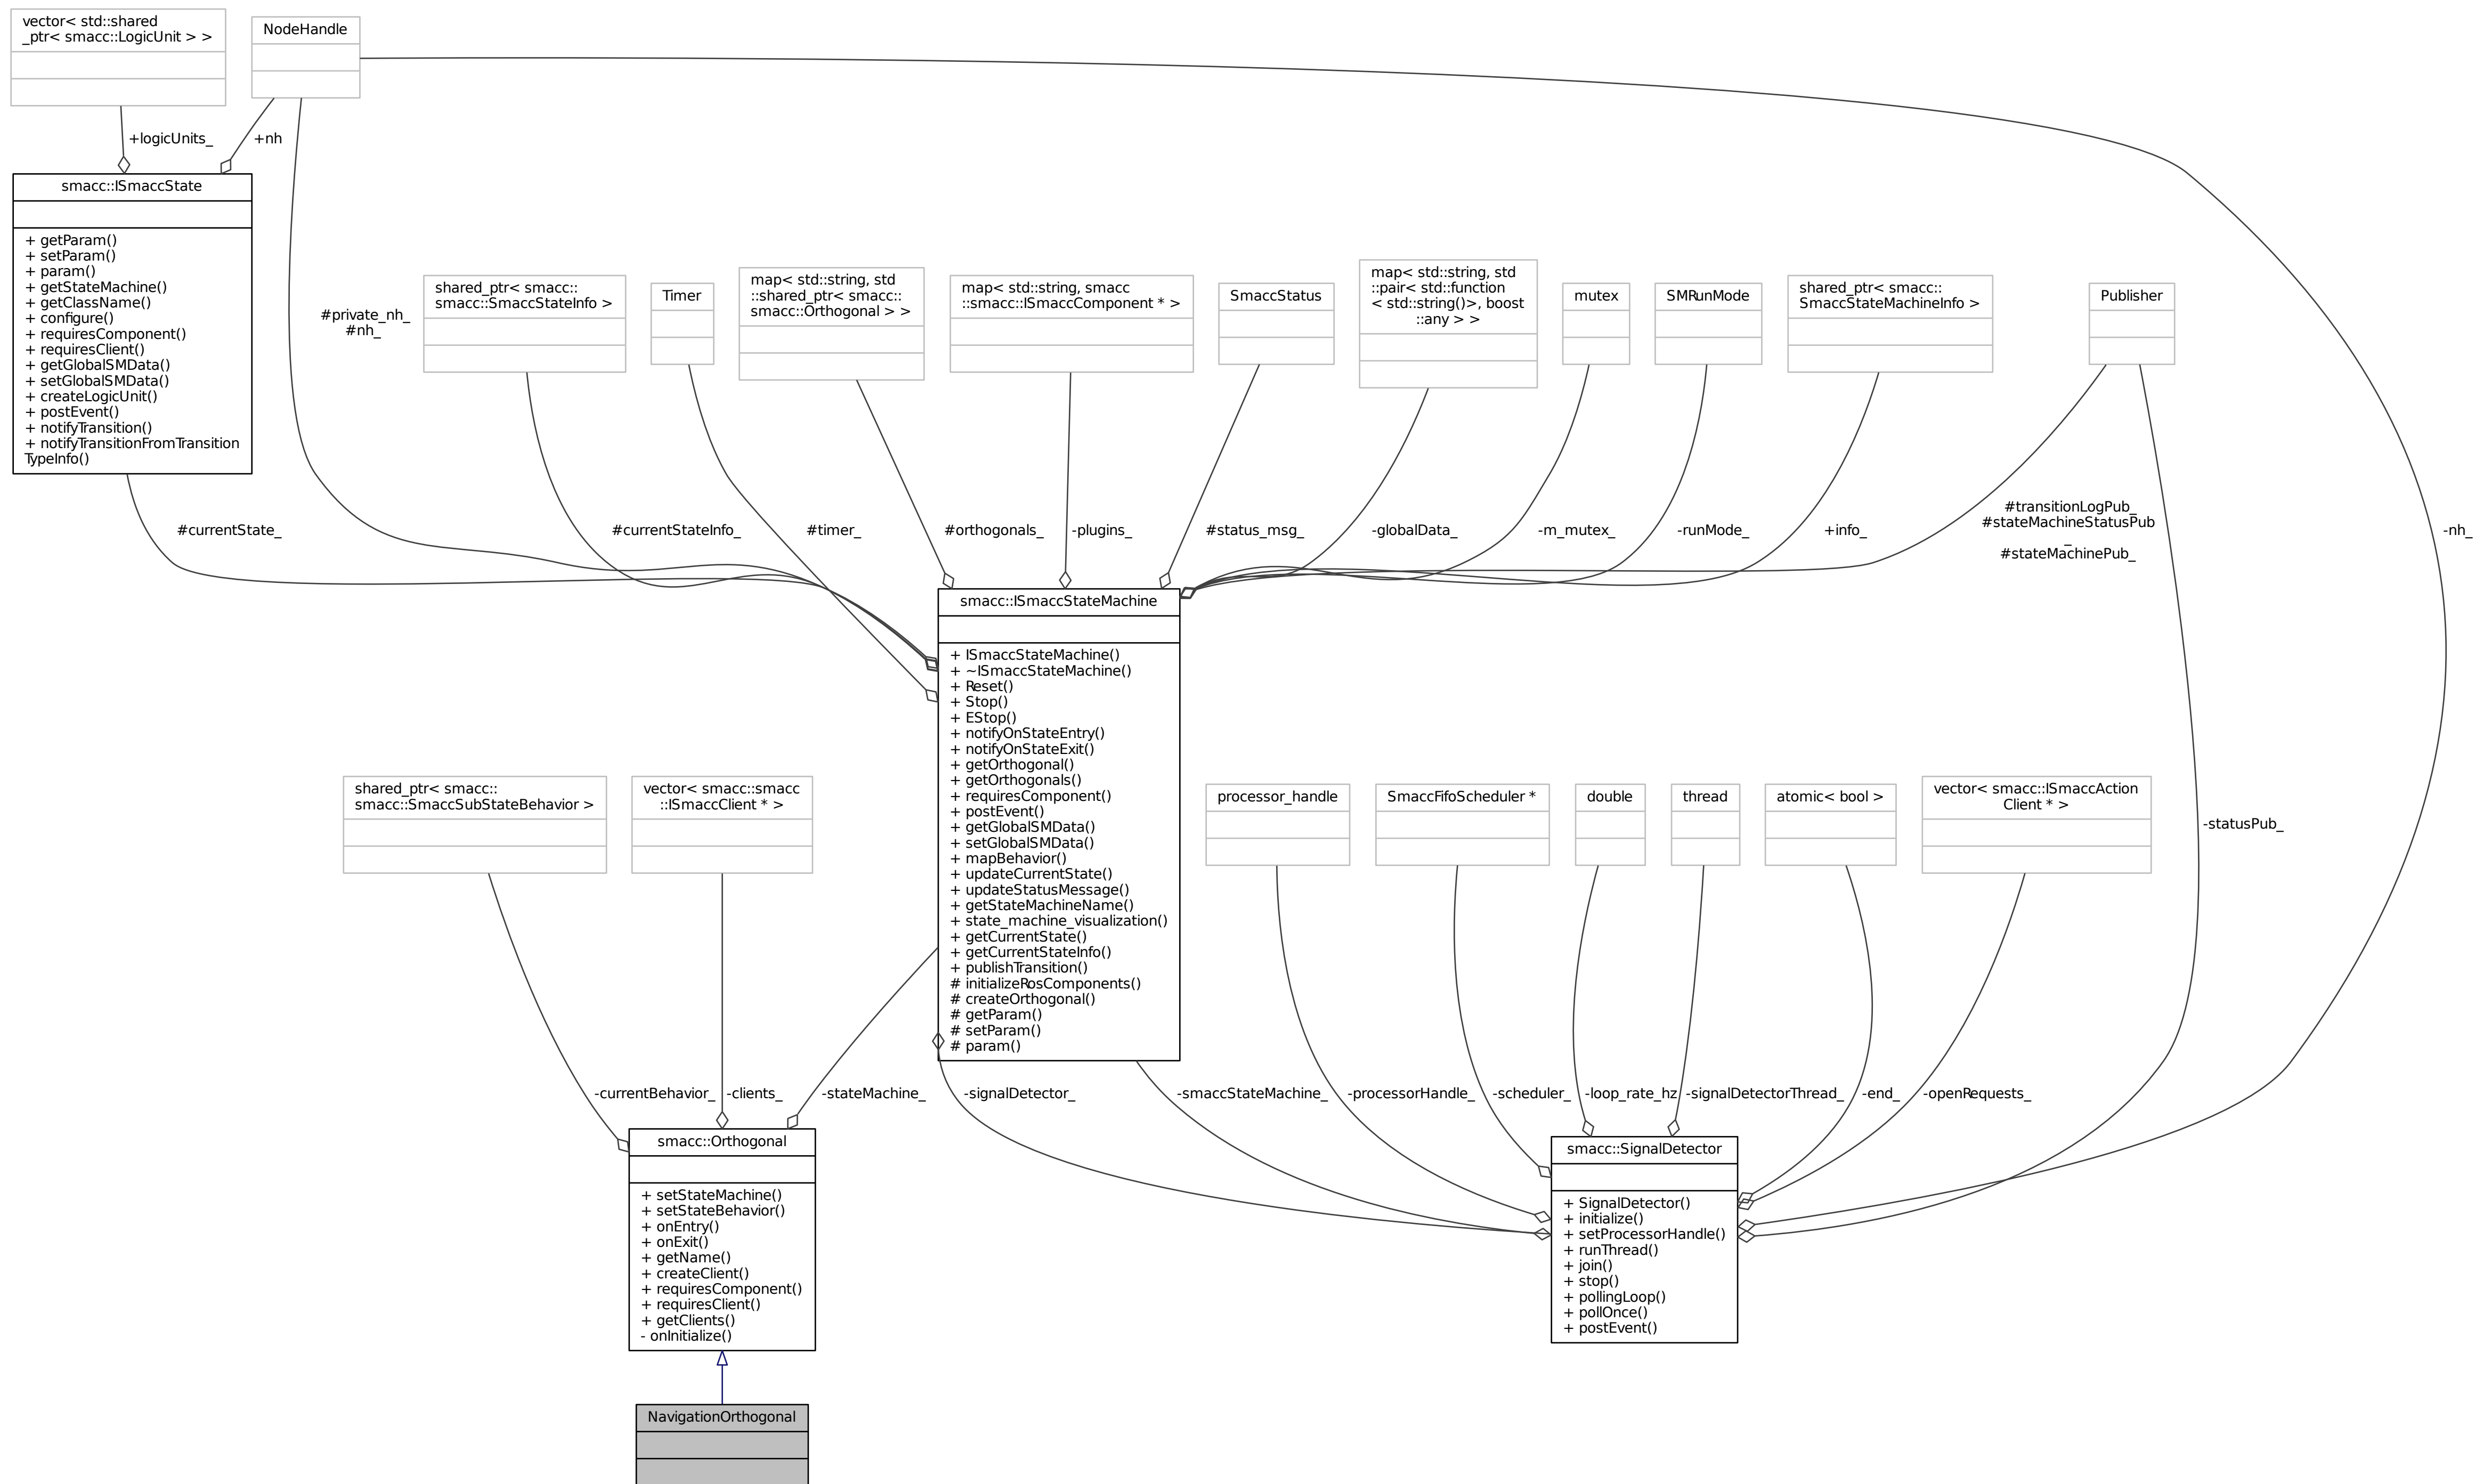 vector< std::shared
_ptr< smacc::LogicUnit > >
NodeHandle
+logicUnits_
+nh
smacc::ISmaccState
+ getParam()
+ setParam()
+ param()
+ getStateMachine()
+ getClassName()
+ configure()
+ requiresComponent()
+ requiresClient()
+ getGlobalSMData()
+ setGlobalSMData()
+ createLogicUnit()
+ postEvent()
+ notifyTransition()
+ notifyTransitionFromTransition
TypeInfo()
#private_nh_
#nh_
shared_ptr< smacc::
smacc::SmaccStateInfo >
Timer
map< std::string, std
::shared_ptr< smacc::
smacc::Orthogonal > >
map< std::string, smacc
::smacc::ISmaccComponent * >
SmaccStatus
map< std::string, std
::pair< std::function
< std::string()>, boost
::any > >
mutex
SMRunMode
shared_ptr< smacc::
SmaccStateMachineInfo >
Publisher
#currentState_
#currentStateInfo_
#timer_
#orthogonals_
-plugins_
#status_msg_
-globalData_
-m_mutex_
-runMode_
+info_
#transitionLogPub_
#stateMachineStatusPub
_
#stateMachinePub_
-nh_
smacc::ISmaccStateMachine
+ ISmaccStateMachine()
+ ~ISmaccStateMachine()
+ Reset()
+ Stop()
+ EStop()
+ notifyOnStateEntry()
+ notifyOnStateExit()
+ getOrthogonal()
+ getOrthogonals()
+ requiresComponent()
+ postEvent()
+ getGlobalSMData()
+ setGlobalSMData()
+ mapBehavior()
+ updateCurrentState()
+ updateStatusMessage()
+ getStateMachineName()
+ state_machine_visualization()
+ getCurrentState()
+ getCurrentStateInfo()
+ publishTransition()
# initializeRosComponents()
# createOrthogonal()
# getParam()
# setParam()
# param()
shared_ptr< smacc::
smacc::SmaccSubStateBehavior >
vector< smacc::smacc
::ISmaccClient * >
processor_handle
SmaccFifoScheduler *
double
thread
atomic< bool >
vector< smacc::ISmaccAction
Client * >
-statusPub_
-currentBehavior_
-clients_
-stateMachine_
-signalDetector_
-smaccStateMachine_
-processorHandle_
-scheduler_
-loop_rate_hz
-signalDetectorThread_
-end_
-openRequests_
smacc::Orthogonal
+ setStateMachine()
+ setStateBehavior()
+ onEntry()
+ onExit()
+ getName()
+ createClient()
+ requiresComponent()
+ requiresClient()
+ getClients()
- onInitialize()
smacc::SignalDetector
+ SignalDetector()
+ initialize()
+ setProcessorHandle()
+ runThread()
+ join()
+ stop()
+ pollingLoop()
+ pollOnce()
+ postEvent()
NavigationOrthogonal